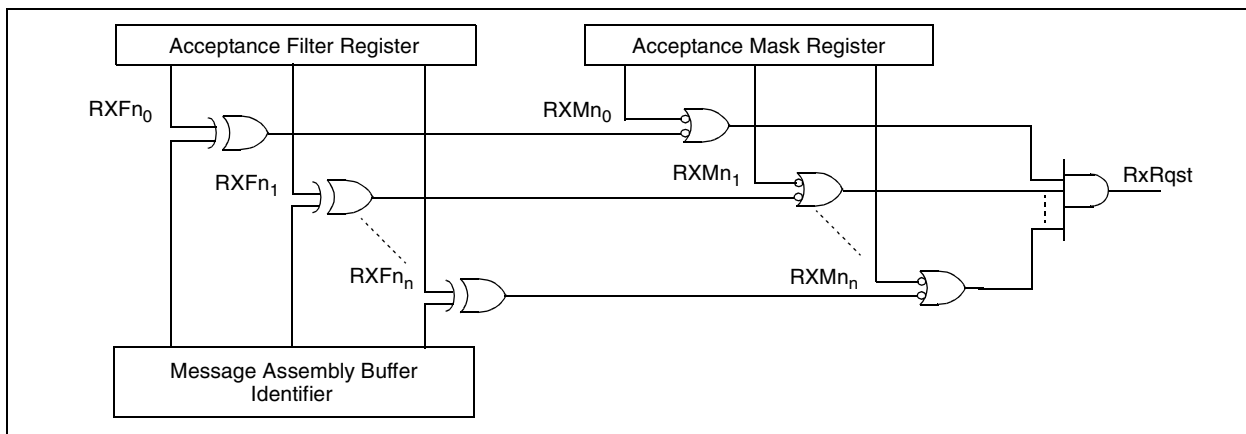 Acceptance Filter Register
Acceptance Mask Register
RXFn₀
RXMn₀
RXFn₁
RXMn₁
RxRqst
RXFnₙ
RXMnₙ
Message Assembly Buffer
Identifier